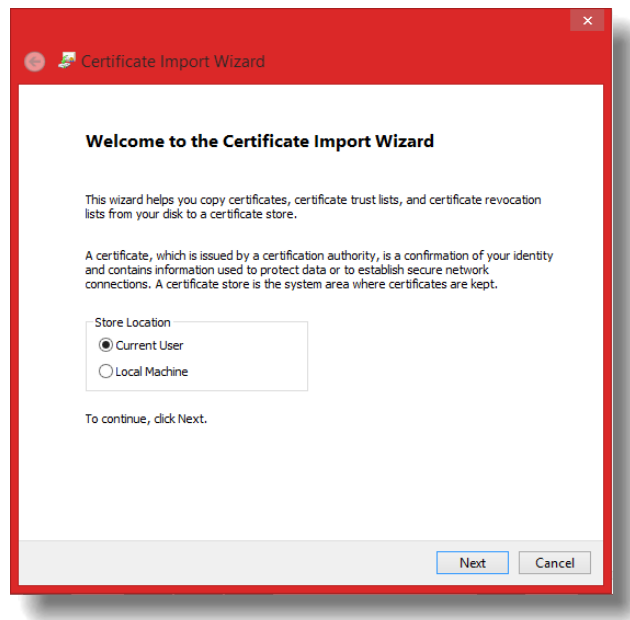 Certificate Import Wizard
Welcome to the Certificate Import Wizard
This wizard helps you copy certificates, certificate trust lists, and certificate revocation
lists from your disk to a certificate store.
A certificate, which is issued by a certification authority, is a confirmation of your identity
and contains information used to protect data or to establish secure network
connections. A certificate store is the system area where certificates are kept.
Store Location
Current User
Local Machine
To continue, click Next.
Next Cancel